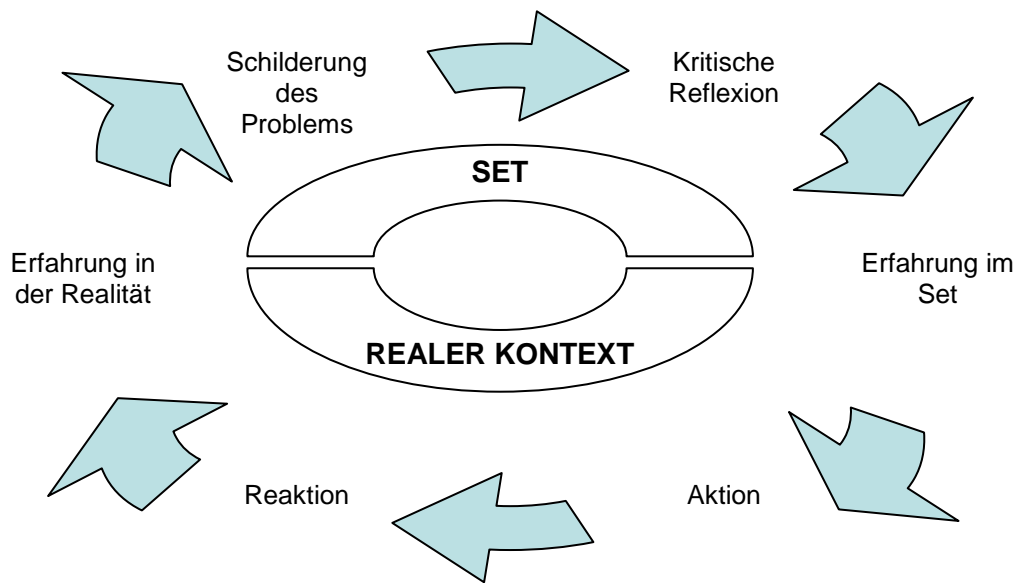 Schilderung
des
Problems
Kritische
Reflexion
SET
Erfahrung in
der Realität
Erfahrung im
Set
REALER KONTEXT
Reaktion
Aktion